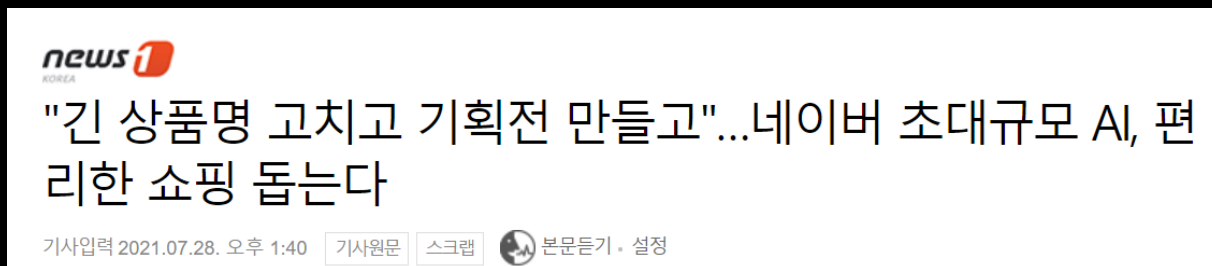 news1
KOREA
"긴 상품명 고치고 기획전 만들고"...네이버 초대규모 AI, 편
리한 쇼핑 돕는다
기사입력 2021.07.28. 오후 1:40 기사원문 스크랩 본문듣기 · 설정